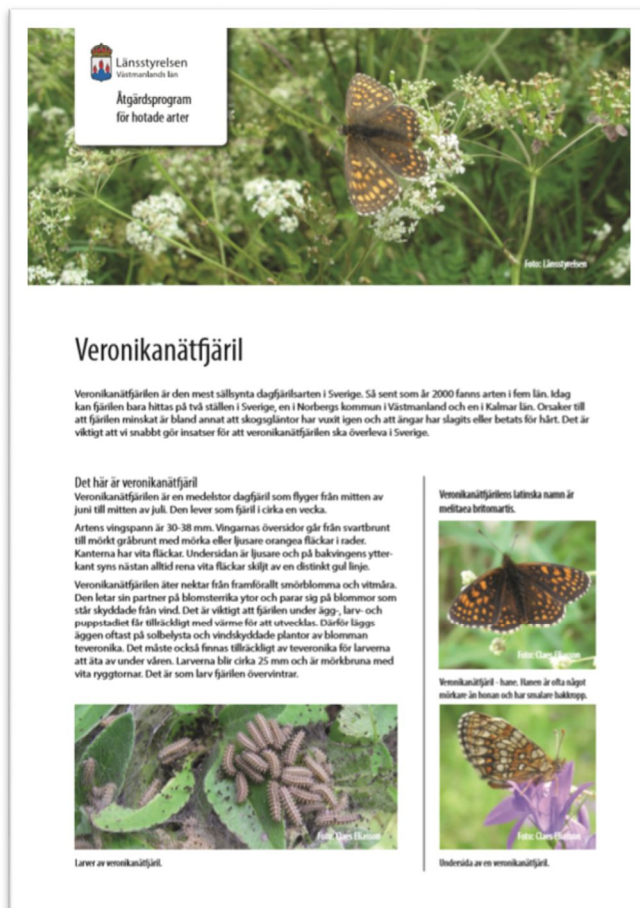 Länsstyrelsen
Västmanlands län
Åtgärdsprogram
för hotade arter
Foto: Länsstyrelsen
Veronikanätfjäril
Veronikanätfjärilen är den mest sällsynta dagfjärilsarten i Sverige. Så sent som år 2000 fanns arten i fem län. Idag
kan fjärilen bara hittas på två ställen i Sverige, en i Norbergs kommun i Västmanland och en i Kalmar län. Orsaker till
att fjärilen minskat är bland annat att skogsgläntor har vuxit igen och att ängar har slagits eller betats för hårt. Det är
viktigt att vi snabbt gör insatser för att veronikanätfjärilen ska överleva i Sverige.
Det här är veronikanätfjäril
Veronikanätfjärilen är en medelstor dagfjäril som flyger från mitten av
juni till mitten av juli. Den lever som fjäril i cirka en vecka.
Artens vingspann är 30-38 mm. Vingarnas översidor går från svartbrunt
till mörkt gråbrunt med mörka eller ljusare orangea fläckar i rader.
Kanterna har vita fläckar. Undersidan är ljusare och på bakvingens ytter-
kant syns nästan alltid rena vita fläckar skiljt av en distinkt gul linje.
Veronikanätfjärilen äter nektar från framförallt smörblomma och vitmåra.
Den letar sin partner på blomsterrika ytor och parar sig på blommor som
står skyddade från vind. Det är viktigt att fjärilen under ägg-, larv- och
puppstadiet får tillräckligt med värme för att utvecklas. Därför läggs
äggen oftast på solbelysta och vindskyddade plantor av blomman
teveronika. Det måste också finnas tillräckligt av teveronika för larverna
att äta av under våren. Larverna blir cirka 25 mm och är mörkbruna med
vita ryggtornar. Det är som larv fjärilen övervintrar.
Foto: Claes Eliasson
Larver av veronikanätfjäril.
Veronikanätfjärilens latinska namn är
melitaea britomartis.
Foto: Claes Eliasson
Veronikanätfjäril - hane. Hanen är ofta något
mörkare än honan och har smalare bakkropp.
Foto: Claes Eliasson
Undersida av en veronikanätfjäril.